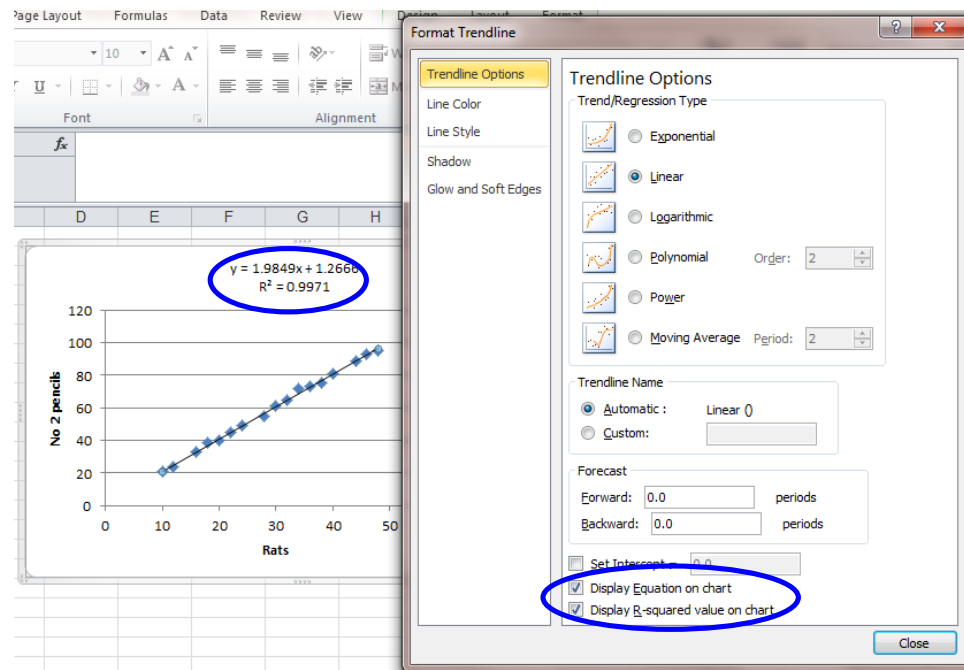 Page Layout Formulas Data Review View Design Layout Format
10 A A
U A
Font Alignment
fx
D E F G H
y = 1.9849x + 1.2666
R² = 0.9971
120
100
80
60
40
20
0
No 2 pencils
0 10 20 30 40 50
Rats
Format Trendline
Trendline Options
Line Color
Line Style
Shadow
Glow and Soft Edges
Trendline Options
Trend/Regression Type
Exponential
Linear
Logarithmic
Polynomial Order: 2
Power
Moving Average Period: 2
Trendline Name
Automatic : Linear ()
Custom:
Forecast
Forward: 0.0 periods
Backward: 0.0 periods
Set Intercept = 0.0
Display Equation on chart
Display R-squared value on chart
Close